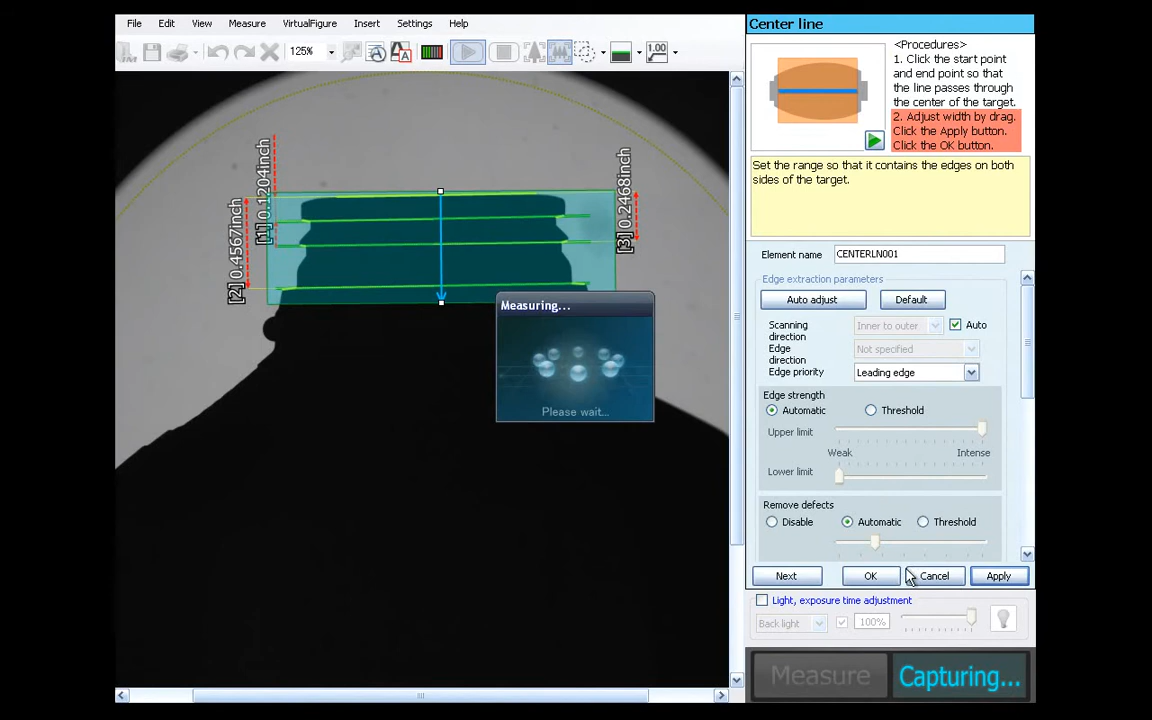 File Edit View Measure VirtualFigure Insert Settings Help
125% 1.00
[1] 0.1204inch
[2] 0.4567inch
[3] 0.2468inch
Measuring...
Please wait...
Center line
<Procedures>
1. Click the start point
and end point so that
the line passes through
the center of the target.
2. Adjust width by drag.
Click the Apply button.
Click the OK button.
Set the range so that it contains the edges on both
sides of the target.
Element name CENTERLN001
Edge extraction parameters
Auto adjust Default
Scanning
direction Inner to outer Auto
Edge
direction Not specified
Edge priority Leading edge
Edge strength
Automatic Threshold
Upper limit
Weak Intense
Lower limit
Remove defects
Disable Automatic Threshold
Next OK Cancel Apply
Light, exposure time adjustment
Back light 100%
Measure Capturing...